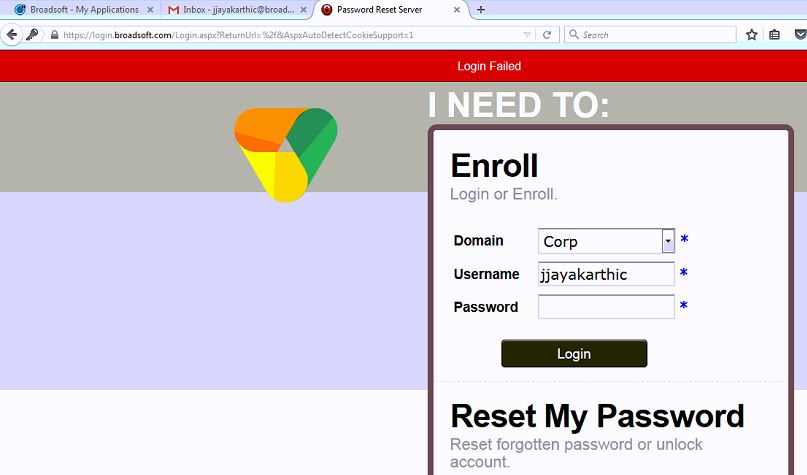 Broadsoft - My Applications
Inbox - jjayakarthic@broad...
Password Reset Server
https://login.broadsoft.com/Login.aspx?ReturnUrl=%2f&AspxAutoDetectCookieSupport=1
Search
Login Failed
I NEED TO:
Enroll
Login or Enroll.
Domain Corp *
Username jjayakarthic *
Password *
Login
Reset My Password
Reset forgotten password or unlock
account.